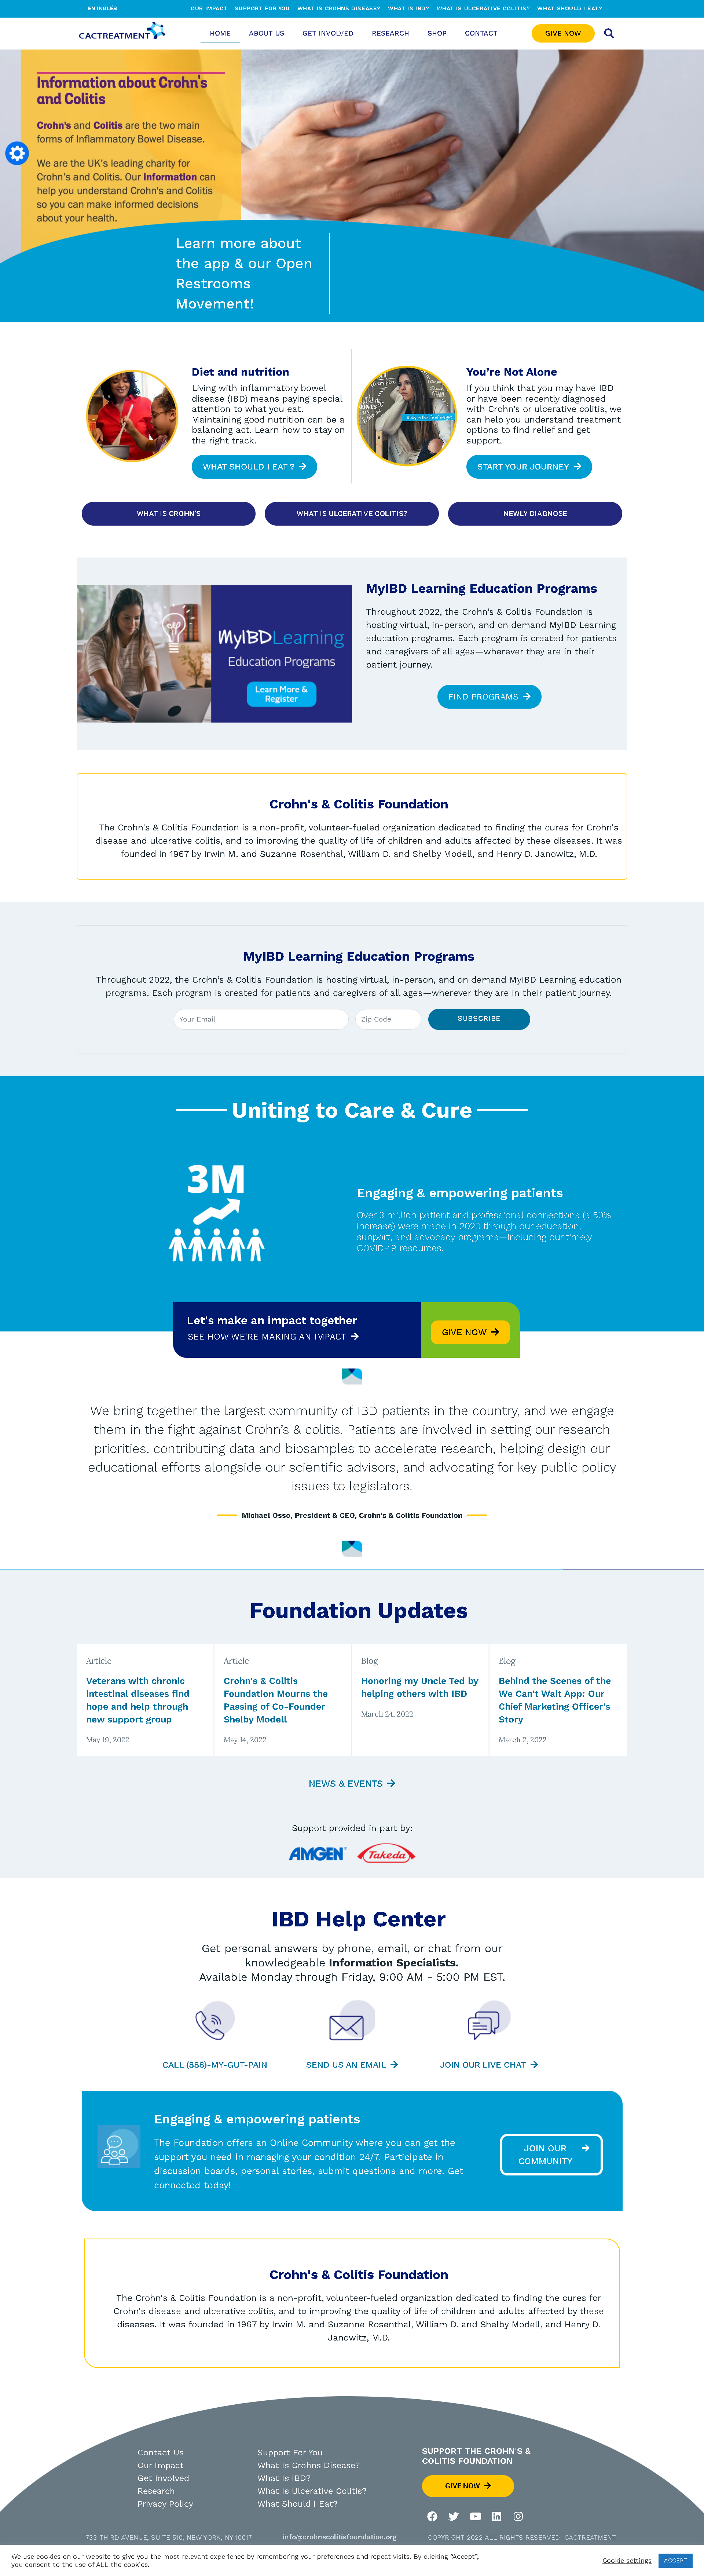 EN INGLÉS
OUR IMPACT SUPPORT FOR YOU WHAT IS CROHNS DISEASE? WHAT IS IBD? WHAT IS ULCERATIVE COLITIS? WHAT SHOULD I EAT?
CACTREATMENT
HOME ABOUT US GET INVOLVED RESEARCH SHOP CONTACT
GIVE NOW
Information about Crohn's
and Colitis
Crohn's and Colitis are the two main
forms of Inflammatory Bowel Disease.
We are the UK's leading charity for
Crohn's and Colitis. Our information can
help you understand Crohn's and Colitis
so you can make informed decisions
about your health.
Learn more about
the app & our Open
Restrooms
Movement!
Diet and nutrition
Living with inflammatory bowel
disease (IBD) means paying special
attention to what you eat.
Maintaining good nutrition can be a
balancing act. Learn how to stay on
the right track.
WHAT SHOULD I EAT ?
You're Not Alone
If you think that you may have IBD
or have been recently diagnosed
with Crohn's or ulcerative colitis, we
can help you understand treatment
options to find relief and get
support.
START YOUR JOURNEY
WHAT IS CROHN'S
WHAT IS ULCERATIVE COLITIS?
NEWLY DIAGNOSE
MyIBD Learning
Education Programs
Learn More &
Register
MyIBD Learning Education Programs
Throughout 2022, the Crohn's & Colitis Foundation is
hosting virtual, in-person, and on demand MyIBD Learning
education programs. Each program is created for patients
and caregivers of all ages—wherever they are in their
patient journey.
FIND PROGRAMS
Crohn's & Colitis Foundation
The Crohn's & Colitis Foundation is a non-profit, volunteer-fueled organization dedicated to finding the cures for Crohn's
disease and ulcerative colitis, and to improving the quality of life of children and adults affected by these diseases. It was
founded in 1967 by Irwin M. and Suzanne Rosenthal, William D. and Shelby Modell, and Henry D. Janowitz, M.D.
MyIBD Learning Education Programs
Throughout 2022, the Crohn's & Colitis Foundation is hosting virtual, in-person, and on demand MyIBD Learning education
programs. Each program is created for patients and caregivers of all ages—wherever they are in their patient journey.
Your Email
Zip Code
SUBSCRIBE
Uniting to Care & Cure
3M
Engaging & empowering patients
Over 3 million patient and professional connections (a 50%
increase) were made in 2020 through our education,
support, and advocacy programs—including our timely
COVID-19 resources.
Let's make an impact together
SEE HOW WE'RE MAKING AN IMPACT
GIVE NOW
We bring together the largest community of IBD patients in the country, and we engage
them in the fight against Crohn's & colitis. Patients are involved in setting our research
priorities, contributing data and biosamples to accelerate research, helping design our
educational efforts alongside our scientific advisors, and advocating for key public policy
issues to legislators.
Michael Osso, President & CEO, Crohn's & Colitis Foundation
Foundation Updates
Article
Veterans with chronic
intestinal diseases find
hope and help through
new support group
May 19, 2022
Article
Crohn's & Colitis
Foundation Mourns the
Passing of Co-Founder
Shelby Modell
May 14, 2022
Blog
Honoring my Uncle Ted by
helping others with IBD
March 24, 2022
Blog
Behind the Scenes of the
We Can't Wait App: Our
Chief Marketing Officer's
Story
March 2, 2022
NEWS & EVENTS
Support provided in part by:
AMGEN Takeda
IBD Help Center
Get personal answers by phone, email, or chat from our
knowledgeable Information Specialists.
Available Monday through Friday, 9:00 AM - 5:00 PM EST.
CALL (888)-MY-GUT-PAIN
SEND US AN EMAIL
JOIN OUR LIVE CHAT
Engaging & empowering patients
The Foundation offers an Online Community where you can get the
support you need in managing your condition 24/7. Participate in
discussion boards, personal stories, submit questions and more. Get
connected today!
JOIN OUR
COMMUNITY
Crohn's & Colitis Foundation
The Crohn's & Colitis Foundation is a non-profit, volunteer-fueled organization dedicated to finding the cures for
Crohn's disease and ulcerative colitis, and to improving the quality of life of children and adults affected by these
diseases. It was founded in 1967 by Irwin M. and Suzanne Rosenthal, William D. and Shelby Modell, and Henry D.
Janowitz, M.D.
Contact Us
Our Impact
Get Involved
Research
Privacy Policy
Support For You
What Is Crohns Disease?
What Is IBD?
What Is Ulcerative Colitis?
What Should I Eat?
SUPPORT THE CROHN'S &
COLITIS FOUNDATION
GIVE NOW
733 THIRD AVENUE, SUITE 510, NEW YORK, NY 10017
info@crohnscolitisfoundation.org
COPYRIGHT 2022 ALL RIGHTS RESERVED CACTREATMENT
We use cookies on our website to give you the most relevant experience by remembering your preferences and repeat visits. By clicking "Accept",
you consent to the use of ALL the cookies.
Cookie settings
ACCEPT